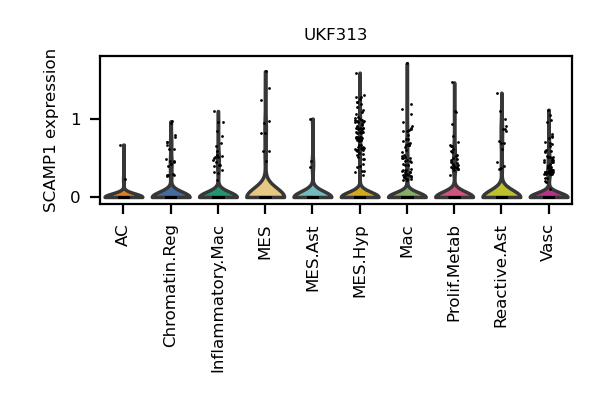 UKF313
SCAMP1 expression
1
0
AC
Chromatin.Reg
Inflammatory.Mac
MES
MES.Ast
MES.Hyp
Mac
Prolif.Metab
Reactive.Ast
Vasc